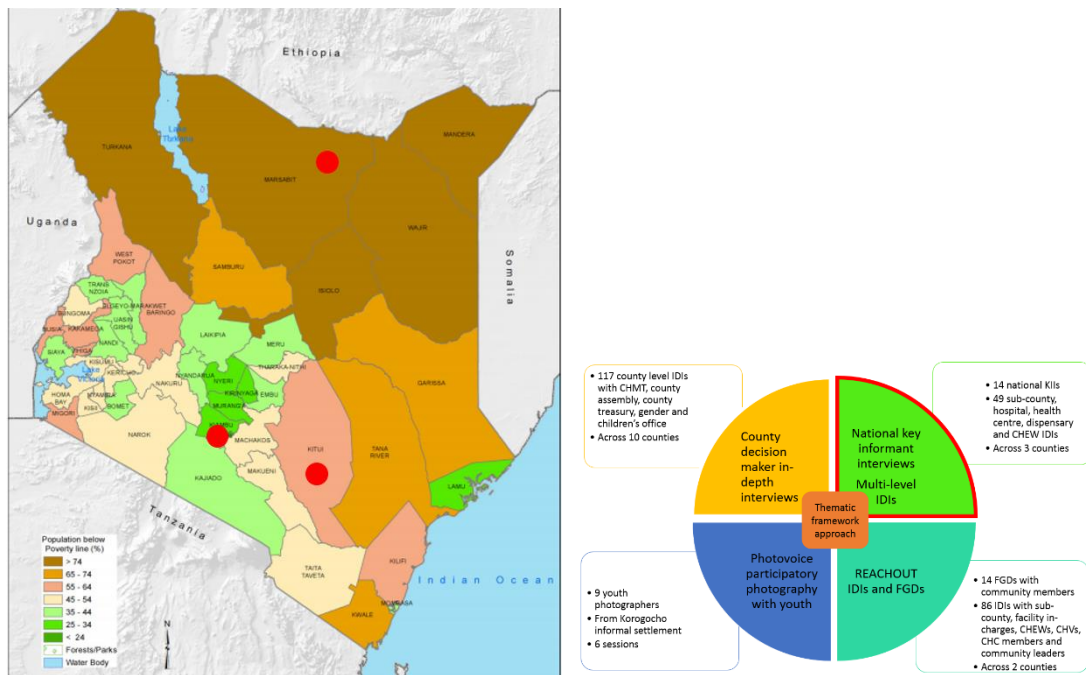 Ethiopia
Lake
Turkana
MANDERA
TURKANA
MARSABIT
Uganda
WAJIR
Somalia
WEST
POKOT
SAMBURU
ISIOLO
TRANS
NZOIA
MARAKWET
BARINGO
BUNGOMA
UASIN
GISHU
BUSIA
KAKAMEGA
LAIKIPIA
MERU
NANDI
SIAYA
KISUMU
NYANDARUA
NYERI
THARAKA-NITHI
GARISSA
Lake
Victoria
KERICHO
NAKURU
KIRINYAGA
EMBU
HOMA
BAY
NYAMIRA
BOMET
MURANGA
KISII
MIGORI
KIAMBU
MACHAKOS
KITUI
TANA
RIVER
NAROK
LAMU
MAKUENI
KAJIADO
Tanzania
TAITA
TAVETA
KILIFI
Indian Ocean
MOMBASA
KWALE
Population below
Poverty line (%)
> 74
65 - 74
55 - 64
45 - 54
35 - 44
25 - 34
< 24
Forests/Parks
Water Body
N
• 117 county level IDIs
with CHMT, county
assembly, county
treasury, gender and
children's office
• Across 10 counties
• 14 national KIIs
• 49 sub-county,
hospital, health
centre, dispensary
and CHEW IDIs
• Across 3 counties
County
decision
maker in-
depth
interviews
National key
informant
interviews
Multi-level
IDIs
Thematic
framework
approach
Photovoice
participatory
photography
with youth
REACHOUT
IDIs and FGDs
• 9 youth
photographers
• From Korogocho
informal settlement
• 6 sessions
• 14 FGDs with
community members
• 86 IDIs with sub-
county, facility in-
charges, CHEWs, CHVs,
CHC members and
community leaders
• Across 2 counties